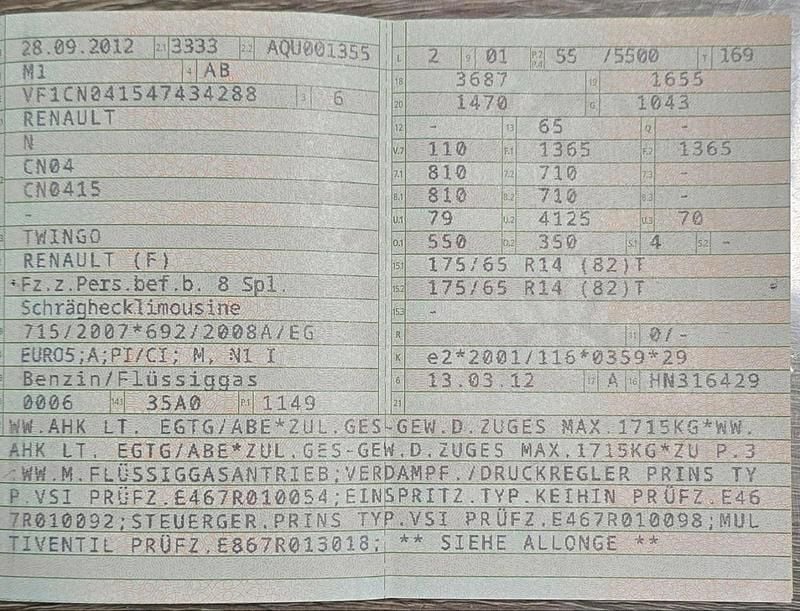 28.09.2012 2.1 3333 2.2 AQU001355
M1 4 AB
VF1CN041547434288 3 6
RENAULT
N
CN04
CN0415
-
TWINGO
RENAULT (F)
*Fz.z.Pers.bef.b. 8 Spl.
Schräghecklimousine
715/2007*692/2008A/EG
EURO5;A;PI/CI; M, N1 I
Benzin/Flüssiggas
0006 14.1 35A0 P.1 1149
L 2 9 01 P.2 P.4 55 /5500 T 169
18 3687 19 1655
20 1470 G 1043
12 - 13 65 Q -
V.7 110 F.1 1365 F.2 1365
7.1 810 7.2 710 7.3 -
8.1 810 8.2 710 8.3 -
U.1 79 U.2 4125 U.3 70
O.1 550 O.2 350 S.1 4 S.2 -
15.1 175/65 R14 (82)T
15.2 175/65 R14 (82)T
15.3 -
R 11 0/-
K e2*2001/116*0359*29
6 13.03.12 17 A 16 HN316429
21
WW.AHK LT. EGTG/ABE*ZUL.GES-GEW.D.ZUGES MAX.1715KG*WW.
AHK LT. EGTG/ABE*ZUL.GES-GEW.D.ZUGES MAX.1715KG*ZU P.3
WW.M.FLÜSSIGGASANTRIEB;VERDAMPF./DRUCKREGLER PRINS TY
P.VSI PRÜFZ.E467R010054;EINSPRITZ.TYP.KEIHIN PRÜFZ.E46
7R010092;STEUERGER.PRINS TYP.VSI PRÜFZ.E467R010098;MUL
TIVENTIL PRÜFZ.E867R013018; ** SIEHE ALLONGE **